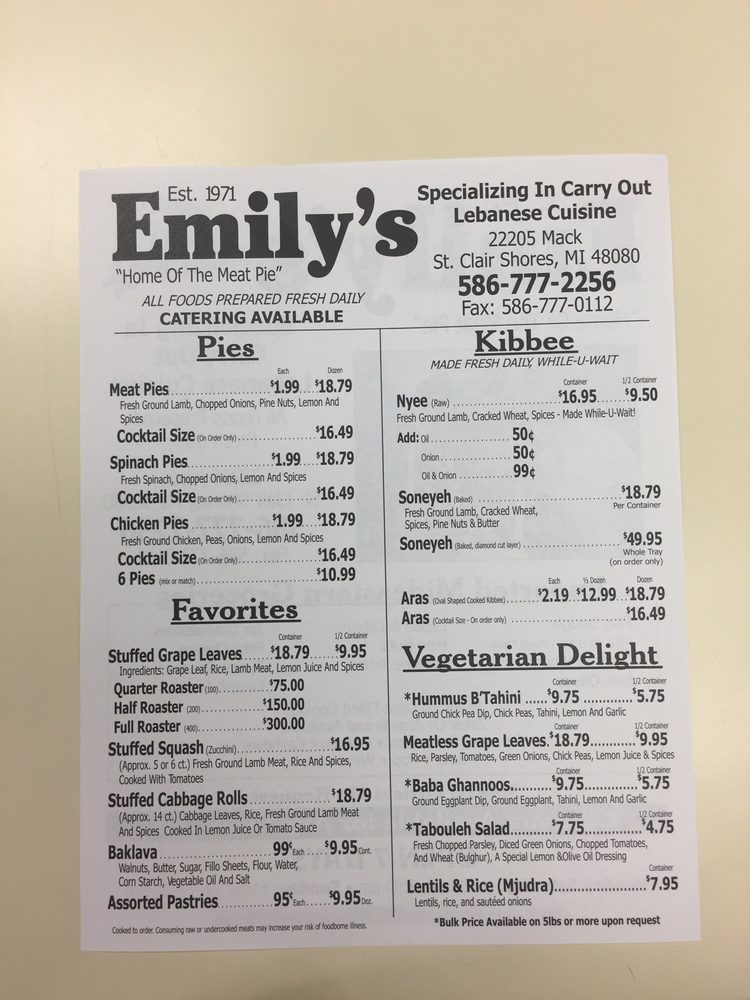 Est. 1971
Emily's
"Home Of The Meat Pie"
ALL FOODS PREPARED FRESH DAILY
CATERING AVAILABLE
Specializing In Carry Out
Lebanese Cuisine
22205 Mack
St. Clair Shores, MI 48080
586-777-2256
Fax: 586-777-0112
Pies
Each Dozen
Meat Pies $1.99 $18.79
Fresh Ground Lamb, Chopped Onions, Pine Nuts, Lemon And
Spices
Cocktail Size (On Order Only) $16.49
Spinach Pies $1.99 $18.79
Fresh Spinach, Chopped Onions, Lemon And Spices
Cocktail Size (On Order Only) $16.49
Chicken Pies $1.99 $18.79
Fresh Ground Chicken, Peas, Onions, Lemon And Spices
Cocktail Size (On Order Only) $16.49
6 Pies (mix or match) $10.99
Favorites
Container 1/2 Container
Stuffed Grape Leaves $18.79 $9.95
Ingredients: Grape Leaf, Rice, Lamb Meat, Lemon Juice And Spices
Quarter Roaster (100) $75.00
Half Roaster (200) $150.00
Full Roaster (400) $300.00
Stuffed Squash (Zucchini) $16.95
(Approx. 5 or 6 ct.) Fresh Ground Lamb Meat, Rice And Spices,
Cooked With Tomatoes
Stuffed Cabbage Rolls $18.79
(Approx. 14 ct.) Cabbage Leaves, Rice, Fresh Ground Lamb Meat
And Spices Cooked In Lemon Juice Or Tomato Sauce
Baklava 99¢ Each $9.95 Cont.
Walnuts, Butter, Sugar, Fillo Sheets, Flour, Water,
Corn Starch, Vegetable Oil And Salt
Assorted Pastries 95¢ Each $9.95 Doz.
Cooked to order. Consuming raw or undercooked meats may increase your risk of foodborne illness.
Kibbee
MADE FRESH DAILY, WHILE-U-WAIT
Container 1/2 Container
Nyee (Raw) $16.95 $9.50
Fresh Ground Lamb, Cracked Wheat, Spices - Made While-U-Wait!
Add: Oil 50¢
Onion 50¢
Oil & Onion 99¢
Soneyeh (Baked) $18.79
Per Container
Fresh Ground Lamb, Cracked Wheat,
Spices, Pine Nuts & Butter
Soneyeh (Baked, diamond cut layer) $49.95
Whole Tray
(on order only)
Each ½ Dozen Dozen
Aras (Oval Shaped Cooked Kibbee) $2.19 $12.99 $18.79
Aras (Cocktail Size - On order only) $16.49
Vegetarian Delight
Container 1/2 Container
*Hummus B'Tahini $9.75 $5.75
Ground Chick Pea Dip, Chick Peas, Tahini, Lemon And Garlic
Container 1/2 Container
Meatless Grape Leaves $18.79 $9.95
Rice, Parsley, Tomatoes, Green Onions, Chick Peas, Lemon Juice & Spices
Container 1/2 Container
*Baba Ghannoos $9.75 $5.75
Ground Eggplant Dip, Ground Eggplant, Tahini, Lemon And Garlic
Container 1/2 Container
*Tabouleh Salad $7.75 $4.75
Fresh Chopped Parsley, Diced Green Onions, Chopped Tomatoes,
And Wheat (Bulghur), A Special Lemon &Olive Oil Dressing
Container
Lentils & Rice (Mjudra) $7.95
Lentils, rice, and sautéed onions
*Bulk Price Available on 5lbs or more upon request